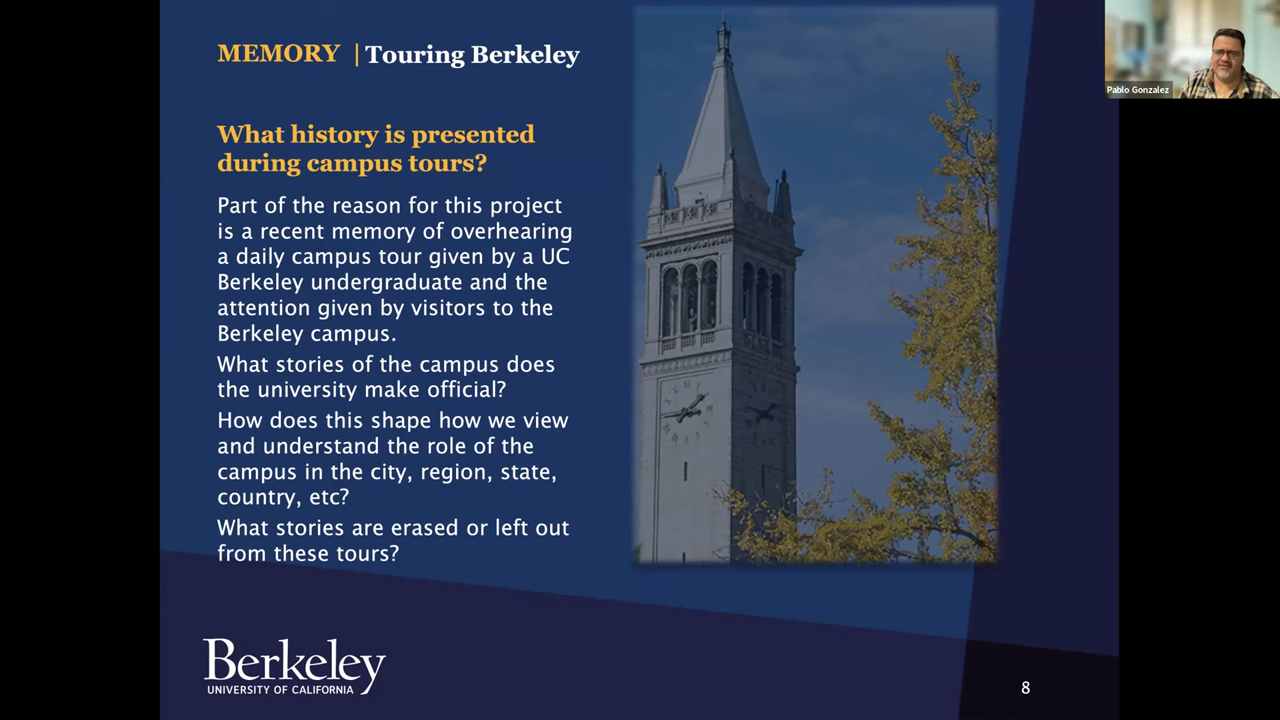 MEMORY | Touring Berkeley
Pablo Gonzalez
What history is presented
during campus tours?
Part of the reason for this project
is a recent memory of overhearing
a daily campus tour given by a UC
Berkeley undergraduate and the
attention given by visitors to the
Berkeley campus.
What stories of the campus does
the university make official?
How does this shape how we view
and understand the role of the
campus in the city, region, state,
country, etc?
What stories are erased or left out
from these tours?
Berkeley
UNIVERSITY OF CALIFORNIA
8